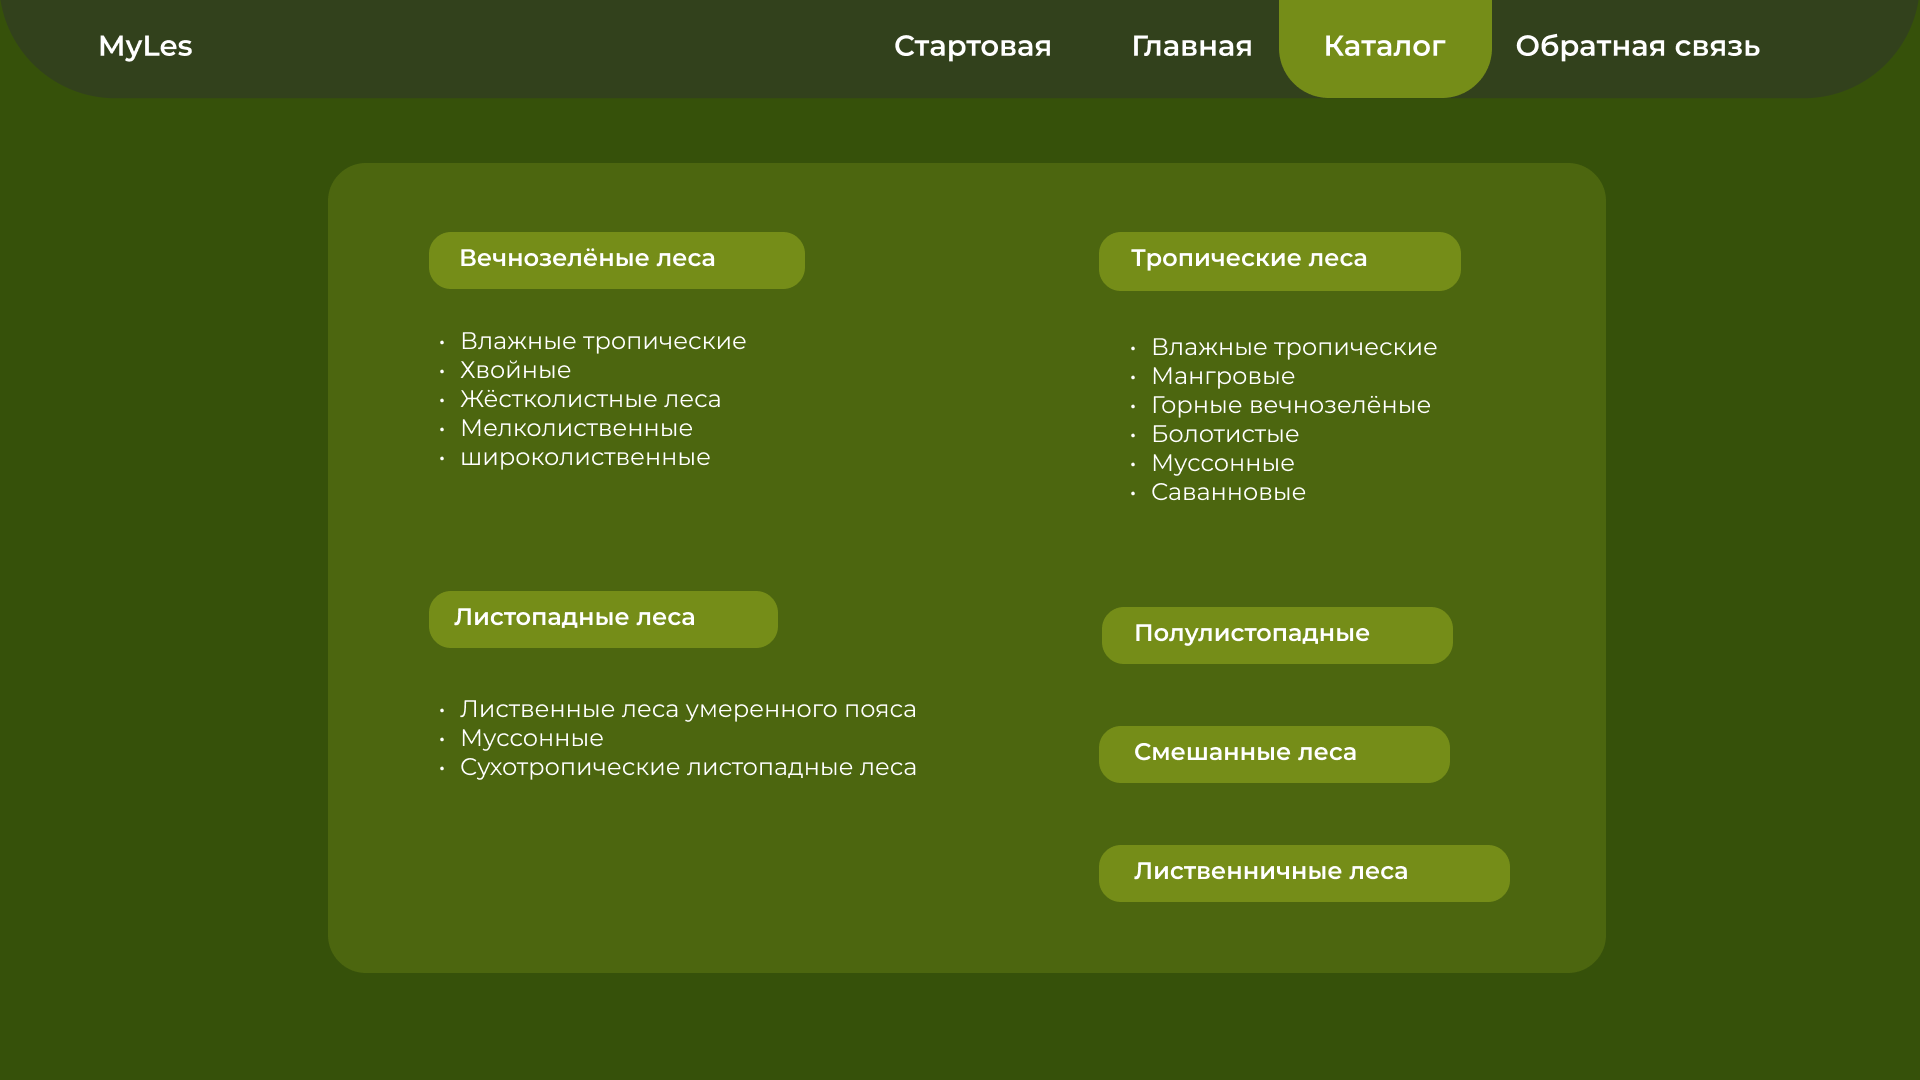 MyLes
Стартовая
Главная
Каталог
Обратная связь
Вечнозелёные леса
• Влажные тропические
• Хвойные
• Жёстколистные леса
• Мелколиственные
• широколиственные
Тропические леса
• Влажные тропические
• Мангровые
• Горные вечнозелёные
• Болотистые
• Муссонные
• Саванновые
Листопадные леса
• Лиственные леса умеренного пояса
• Муссонные
• Сухотропические листопадные леса
Полулистопадные
Смешанные леса
Лиственничные леса